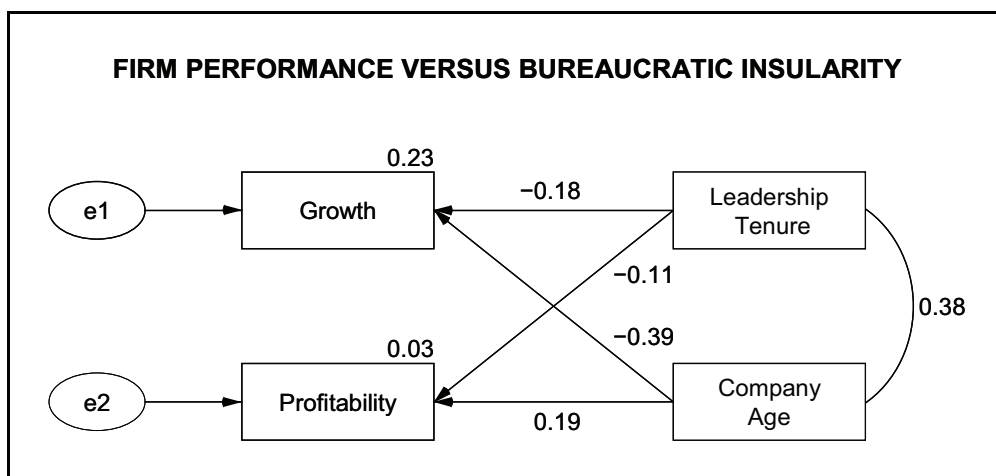 FIRM PERFORMANCE VERSUS BUREAUCRATIC INSULARITY
0.23
e1
Growth
−0.18
Leadership
Tenure
−0.11
0.38
−0.39
0.03
e2
Profitability
0.19
Company
Age